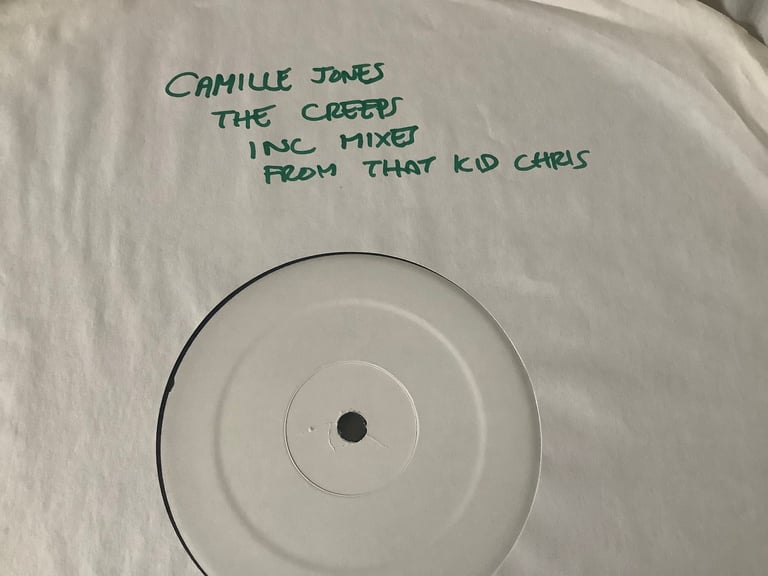 CAMILLE JONES
THE CREEPS
INC MIXES
FROM THAT KID CHRIS